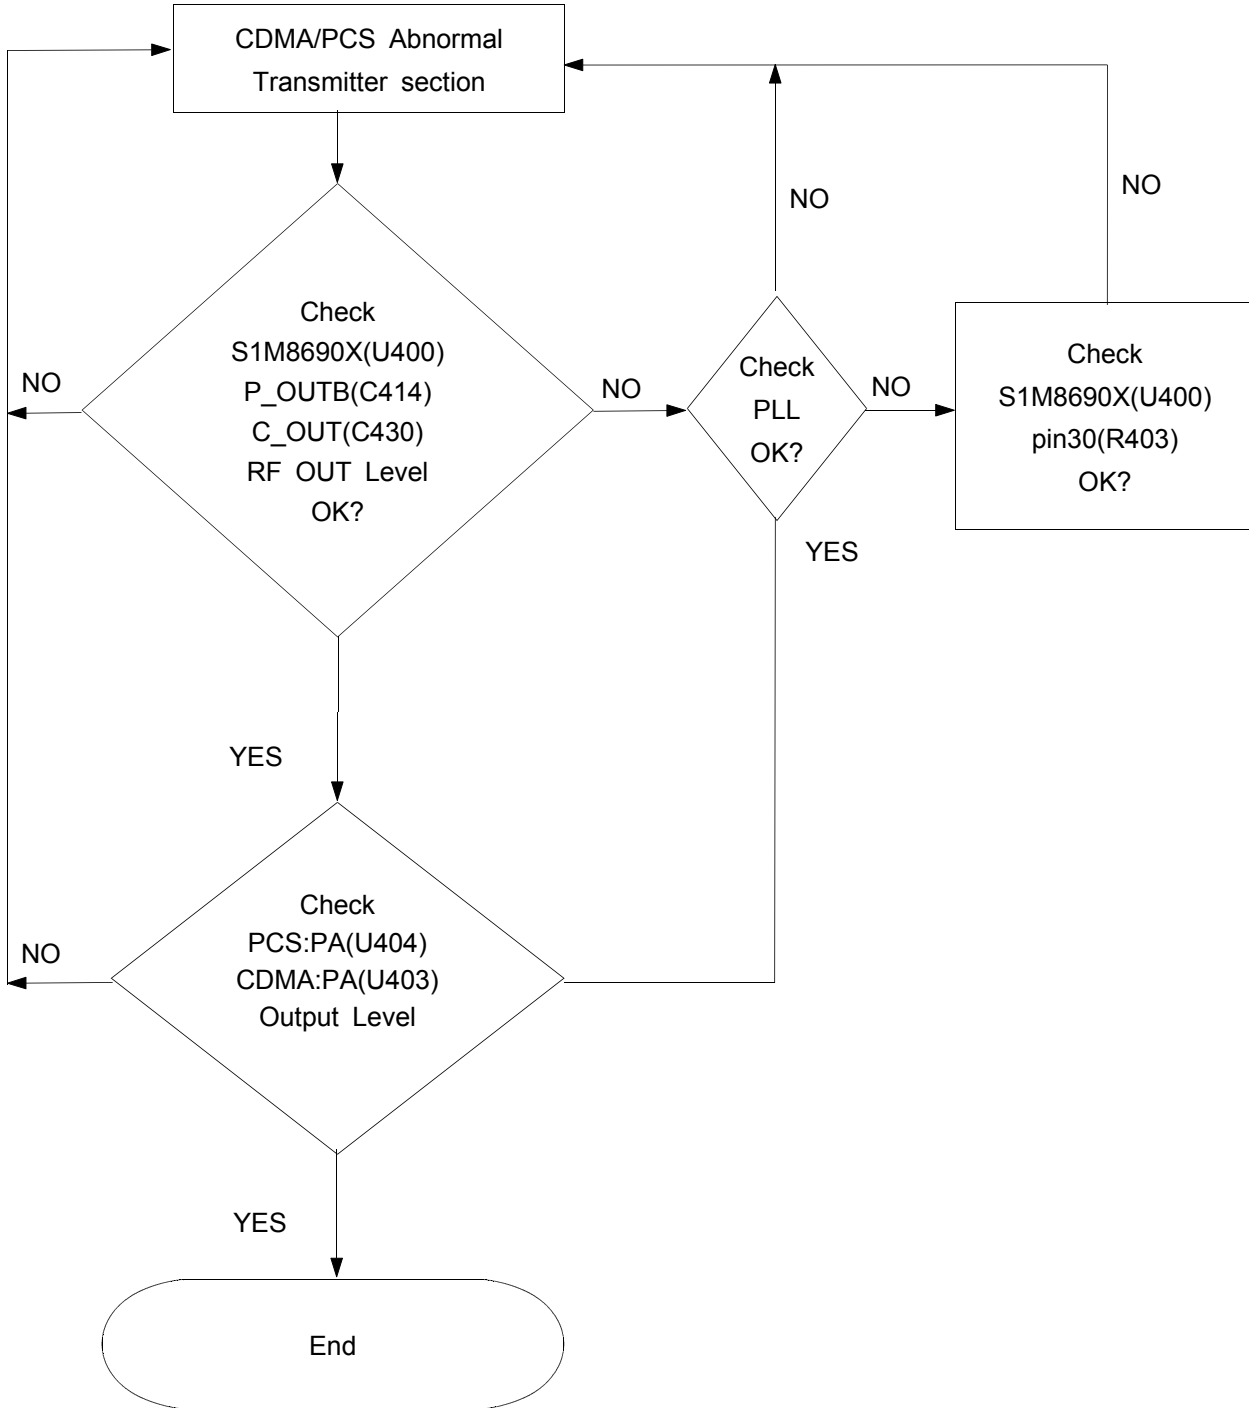 CDMA/PCS Abnormal
Transmitter section
NO
NO
Check
S1M8690X(U400)
P_OUTB(C414)
C_OUT(C430)
RF OUT Level
OK?
NO
NO
Check
PLL
OK?
NO
Check
S1M8690X(U400)
pin30(R403)
OK?
YES
YES
Check
PCS:PA(U404)
CDMA:PA(U403)
Output Level
NO
YES
End